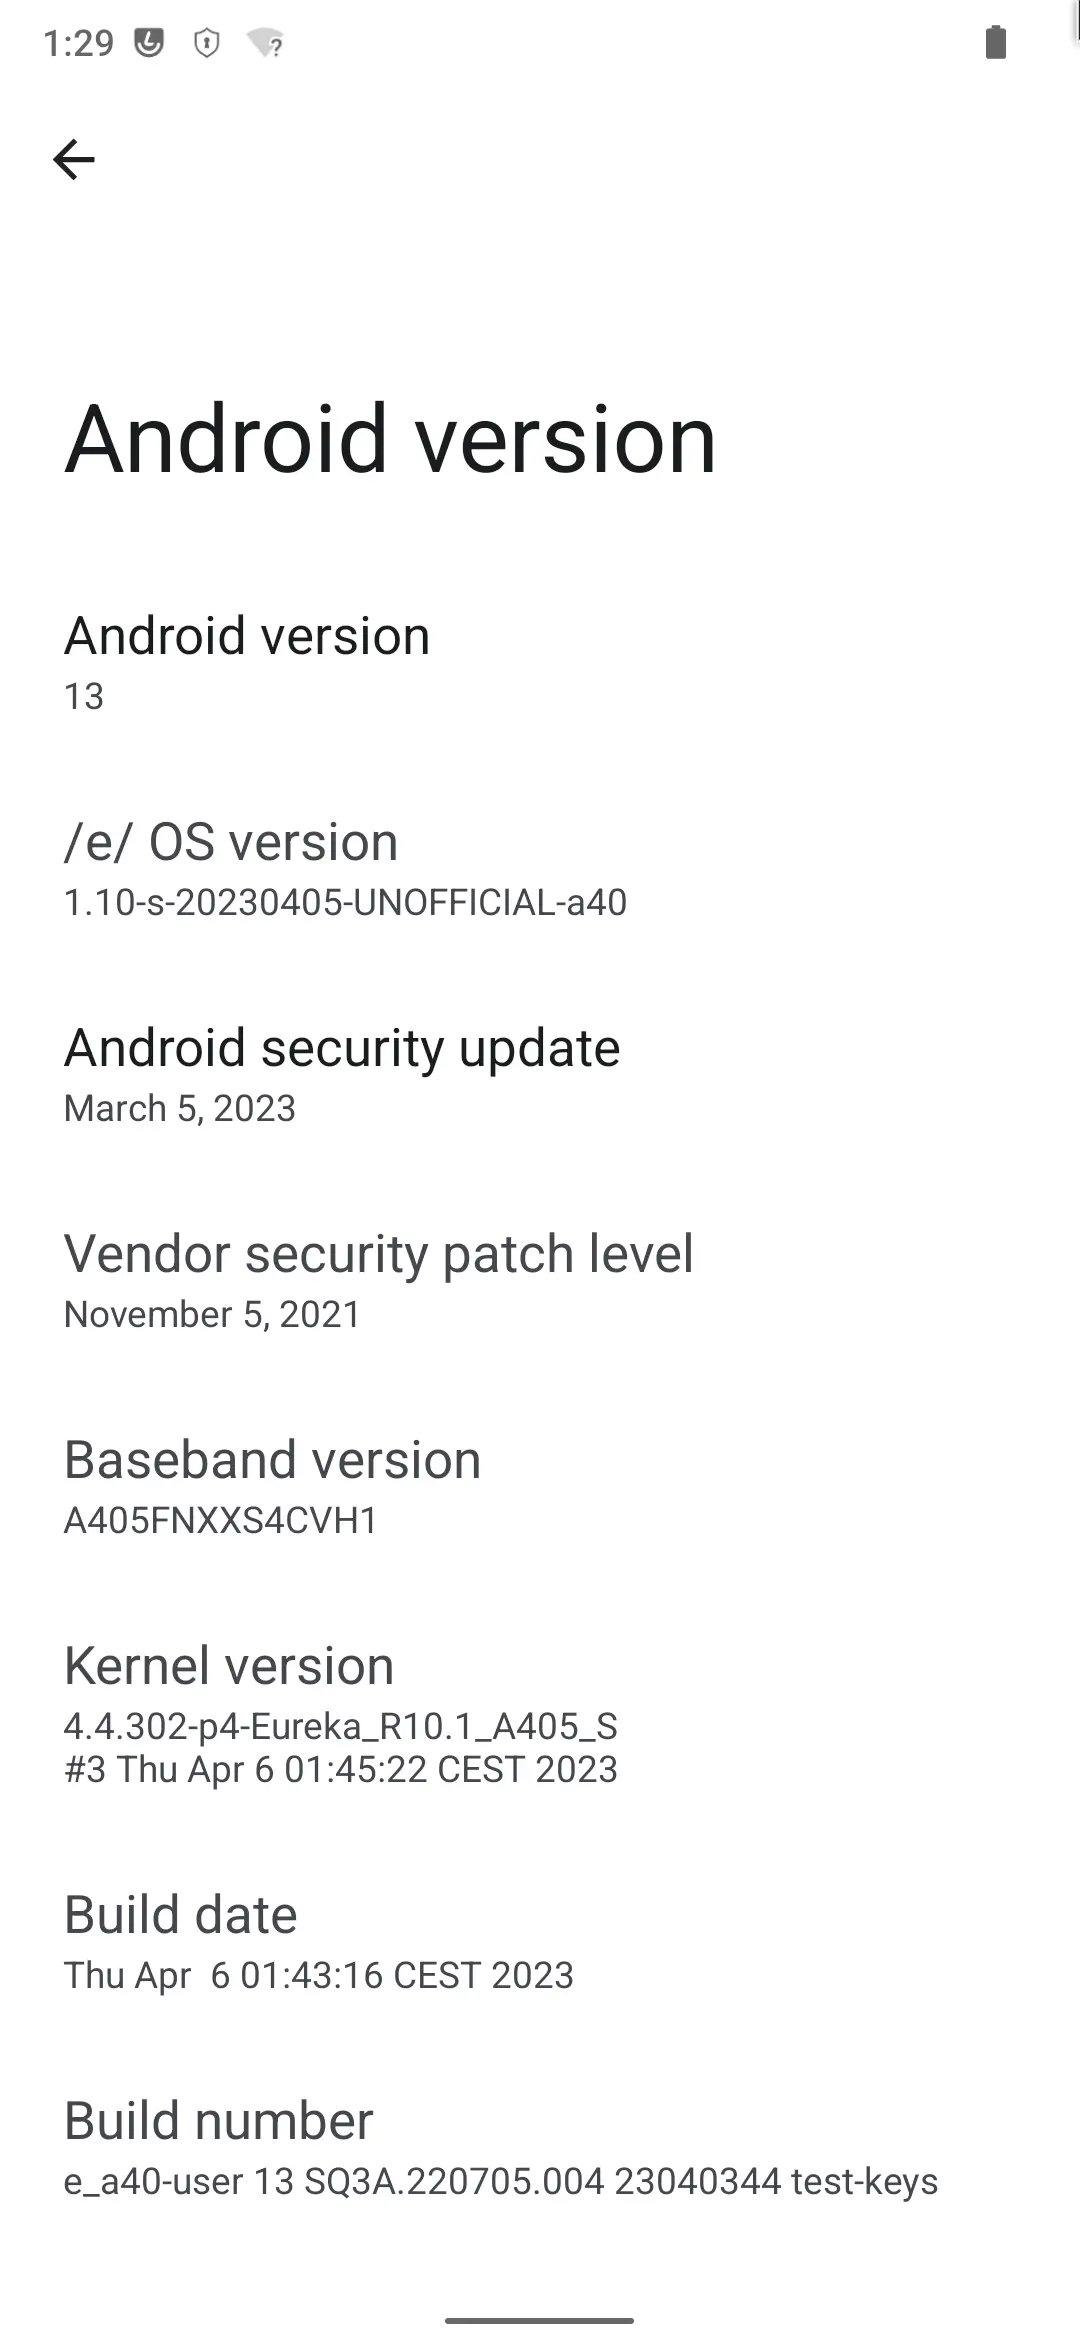 1:29
Android version
Android version
13
/e/ OS version
1.10-s-20230405-UNOFFICIAL-a40
Android security update
March 5, 2023
Vendor security patch level
November 5, 2021
Baseband version
A405FNXXS4CVH1
Kernel version
4.4.302-p4-Eureka_R10.1_A405_S
#3 Thu Apr 6 01:45:22 CEST 2023
Build date
Thu Apr  6 01:43:16 CEST 2023
Build number
e_a40-user 13 SQ3A.220705.004 23040344 test-keys